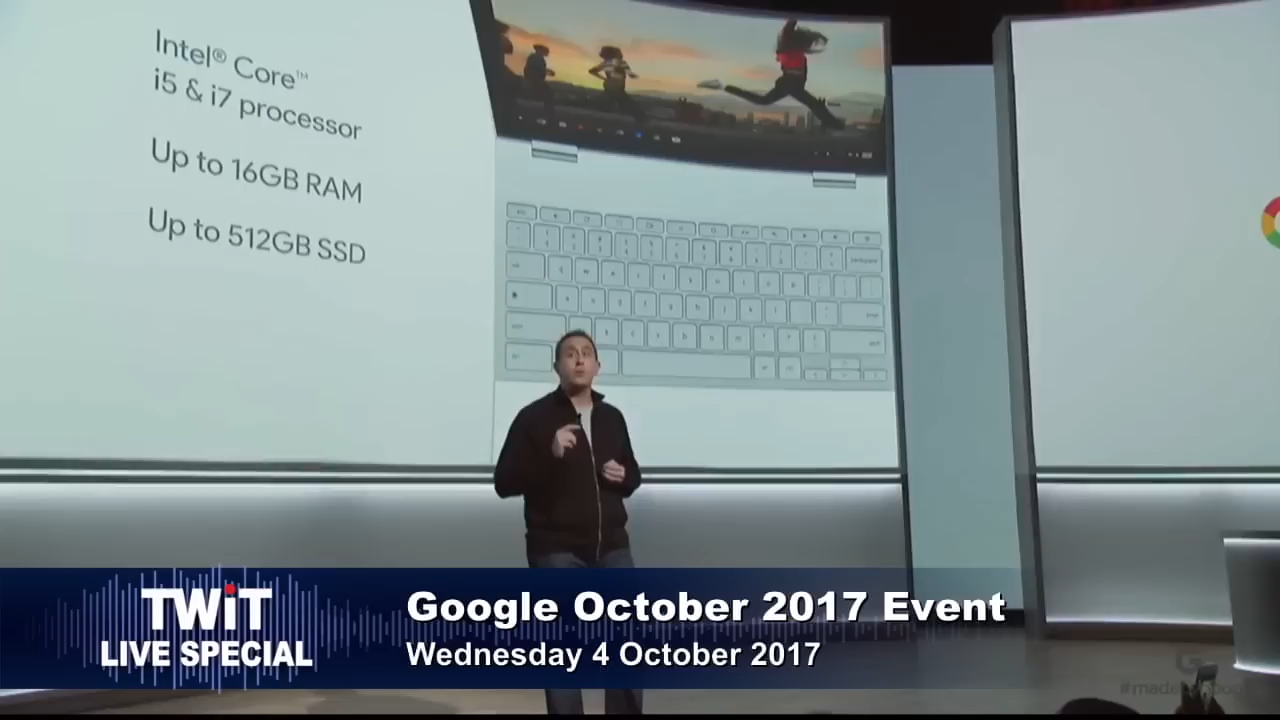 Intel® Core™
i5 & i7 processor
Up to 16GB RAM
Up to 512GB SSD
TWiT
LIVE SPECIAL
Google October 2017 Event
Wednesday 4 October 2017